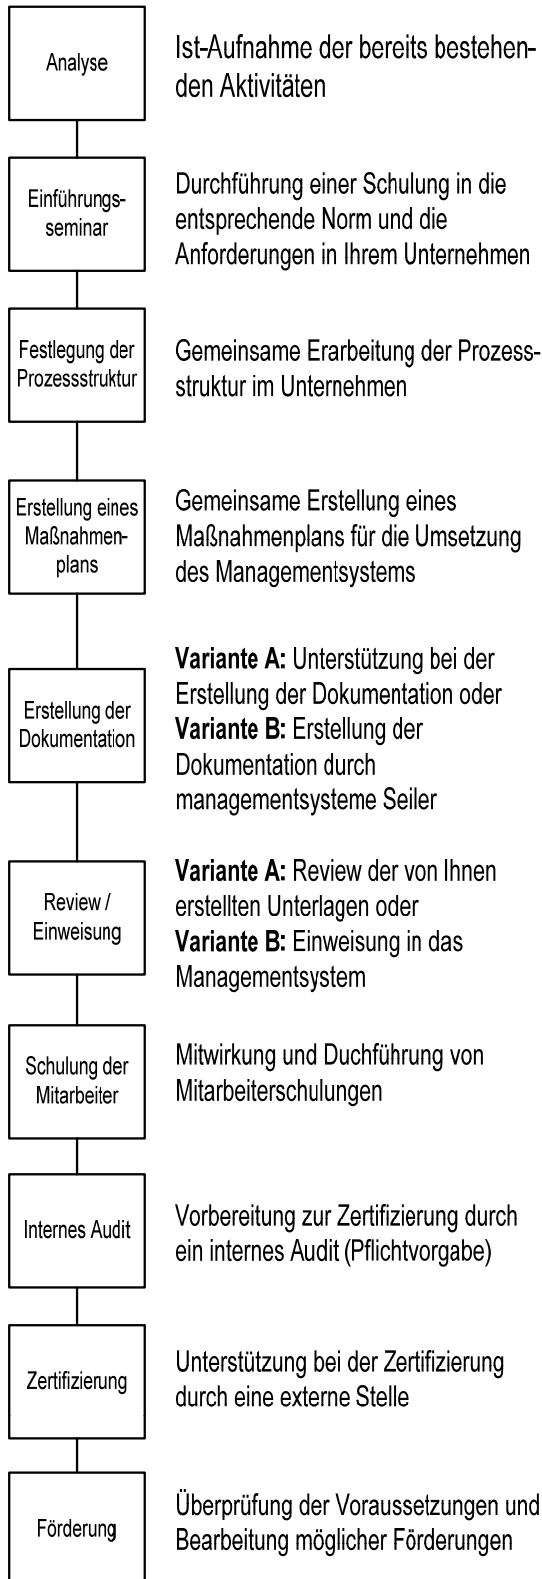 Analyse
Ist-Aufnahme der bereits bestehen-
den Aktivitäten
Einführungs-
seminar
Durchführung einer Schulung in die
entsprechende Norm und die
Anforderungen in Ihrem Unternehmen
Festlegung der
Prozessstruktur
Gemeinsame Erarbeitung der Prozess-
struktur im Unternehmen
Erstellung eines
Maßnahmen-
plans
Gemeinsame Erstellung eines
Maßnahmenplans für die Umsetzung
des Managementsystems
Erstellung der
Dokumentation
Variante A: Unterstützung bei der
Erstellung der Dokumentation oder
Variante B: Erstellung der
Dokumentation durch
managementsysteme Seiler
Review /
Einweisung
Variante A: Review der von Ihnen
erstellten Unterlagen oder
Variante B: Einweisung in das
Managementsystem
Schulung der
Mitarbeiter
Mitwirkung und Duchführung von
Mitarbeiterschulungen
Internes Audit
Vorbereitung zur Zertifizierung durch
ein internes Audit (Pflichtvorgabe)
Zertifizierung
Unterstützung bei der Zertifizierung
durch eine externe Stelle
Förderung
Überprüfung der Voraussetzungen und
Bearbeitung möglicher Förderungen